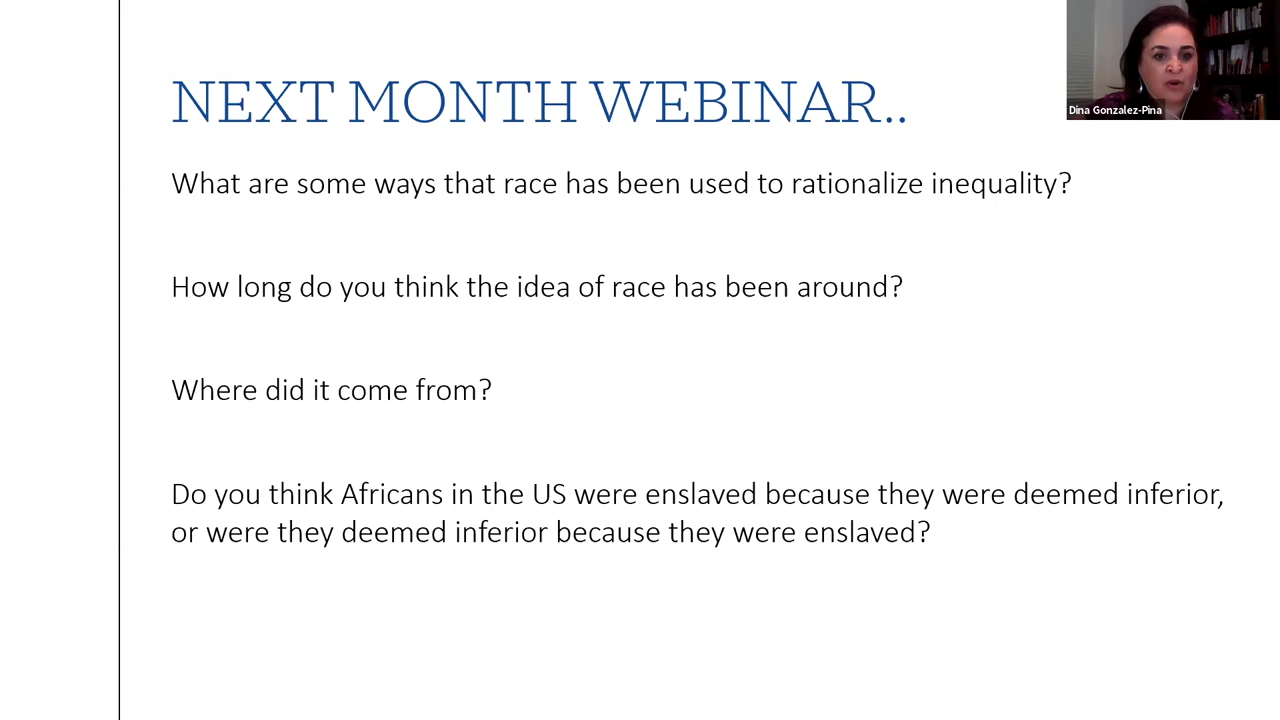 NEXT MONTH WEBINAR..
Dina Gonzalez-Pina
What are some ways that race has been used to rationalize inequality?
How long do you think the idea of race has been around?
Where did it come from?
Do you think Africans in the US were enslaved because they were deemed inferior,
or were they deemed inferior because they were enslaved?